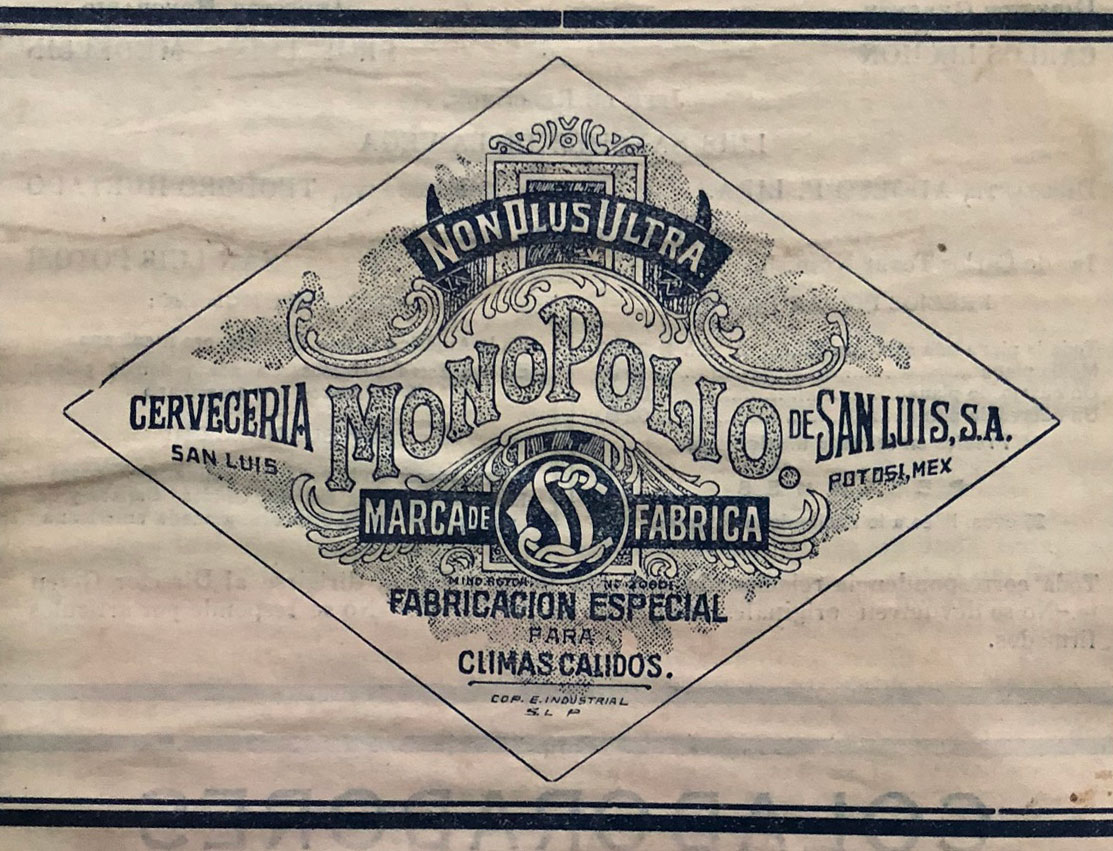 NON PLUS ULTRA
MONOPOLIO.
CERVECERIA
SAN LUIS
DE SAN LUIS, S.A.
POTOSI, MEX
MARCA DE FABRICA
FABRICACION ESPECIAL
PARA
CLIMAS CALIDOS.
COP. E. INDUSTRIAL
S. L P